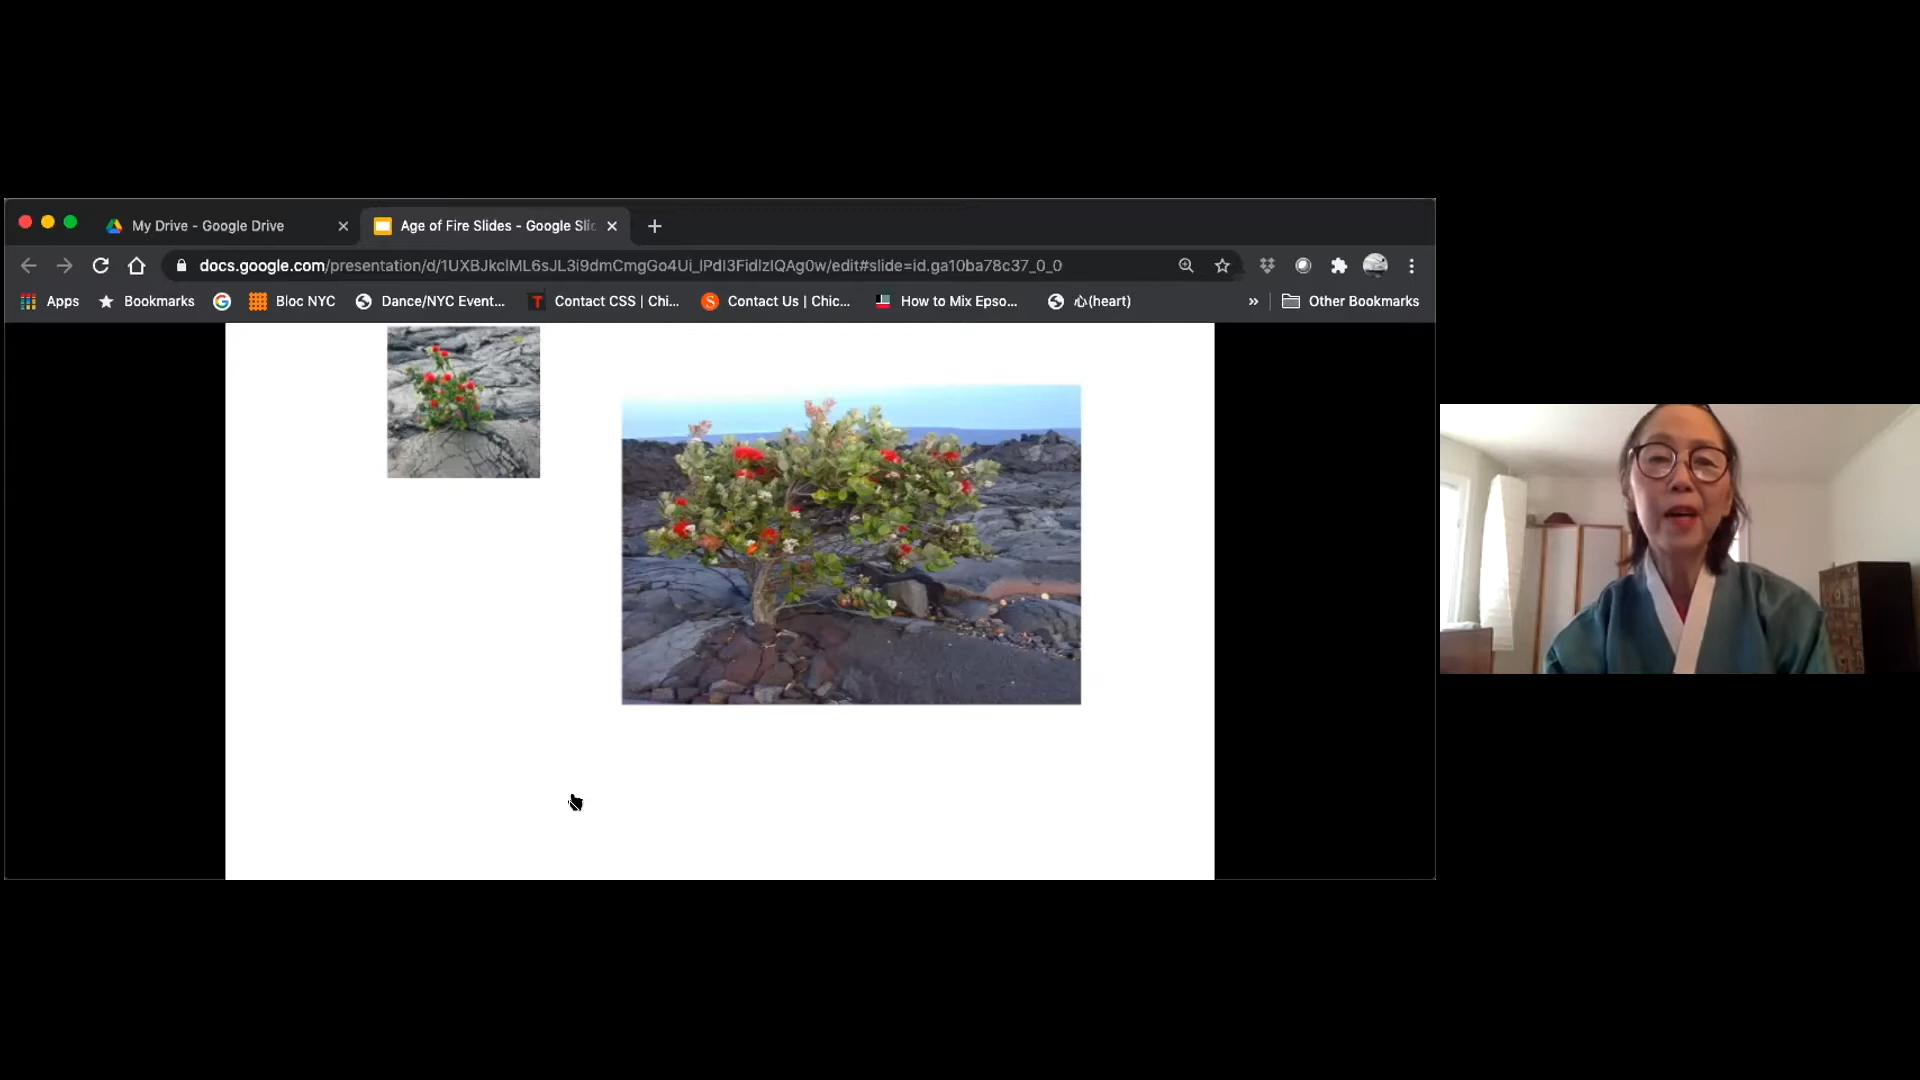 My Drive - Google Drive
Age of Fire Slides - Google Slic
docs.google.com/presentation/d/1UXBJkclML6sJL3i9dmCmgGo4Ui_lPdI3FidlzIQAg0w/edit#slide=id.ga10ba78c37_0_0
Apps Bookmarks Bloc NYC Dance/NYC Event... Contact CSS | Chi... Contact Us | Chic... How to Mix Epso... 心(heart) » Other Bookmarks